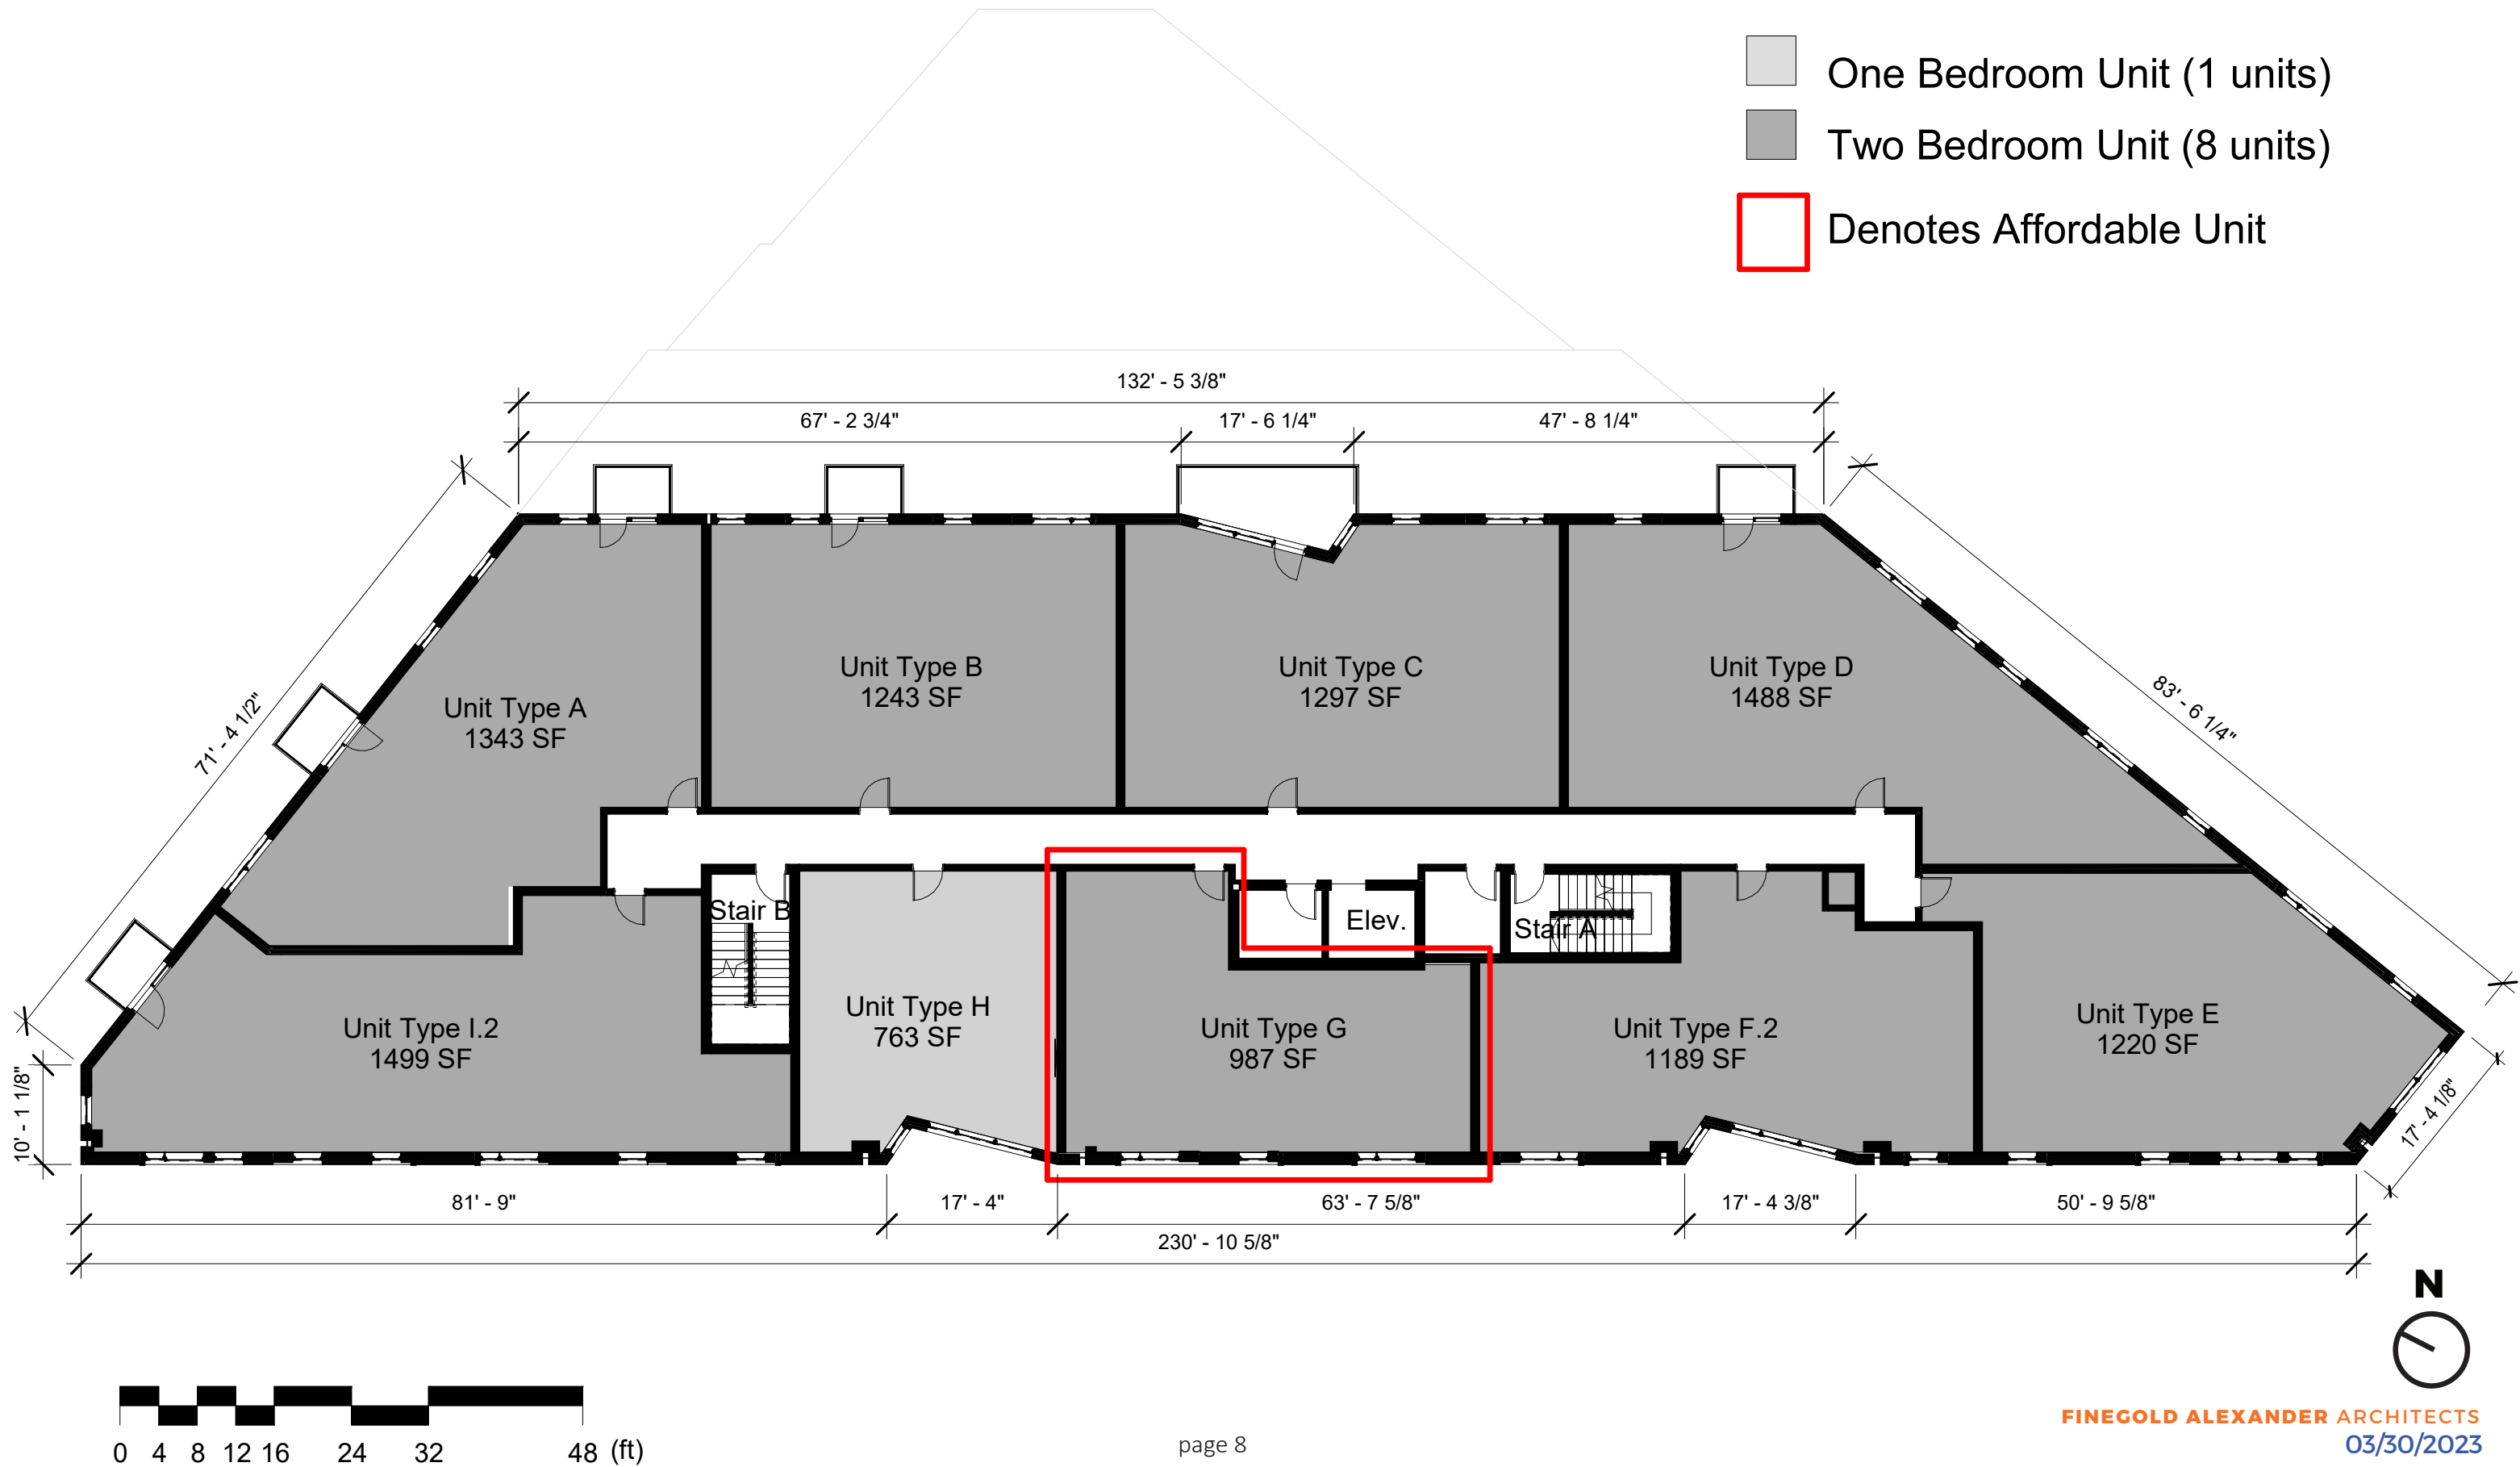 One Bedroom Unit (1 units)
Two Bedroom Unit (8 units)
Denotes Affordable Unit
132' - 5 3/8"
67' - 2 3/4"
17' - 6 1/4"
47' - 8 1/4"
71' - 4 1/2"
83' - 6 1/4"
Unit Type A
1343 SF
Unit Type B
1243 SF
Unit Type C
1297 SF
Unit Type D
1488 SF
Stair B
Elev.
Stair A
Unit Type I.2
1499 SF
Unit Type H
763 SF
Unit Type G
987 SF
Unit Type F.2
1189 SF
Unit Type E
1220 SF
10' - 1 1/8"
17' - 4 1/8"
81' - 9"
17' - 4"
63' - 7 5/8"
17' - 4 3/8"
50' - 9 5/8"
230' - 10 5/8"
N
0 4 8 12 16 24 32 48 (ft)
page 8
FINEGOLD ALEXANDER ARCHITECTS
03/30/2023